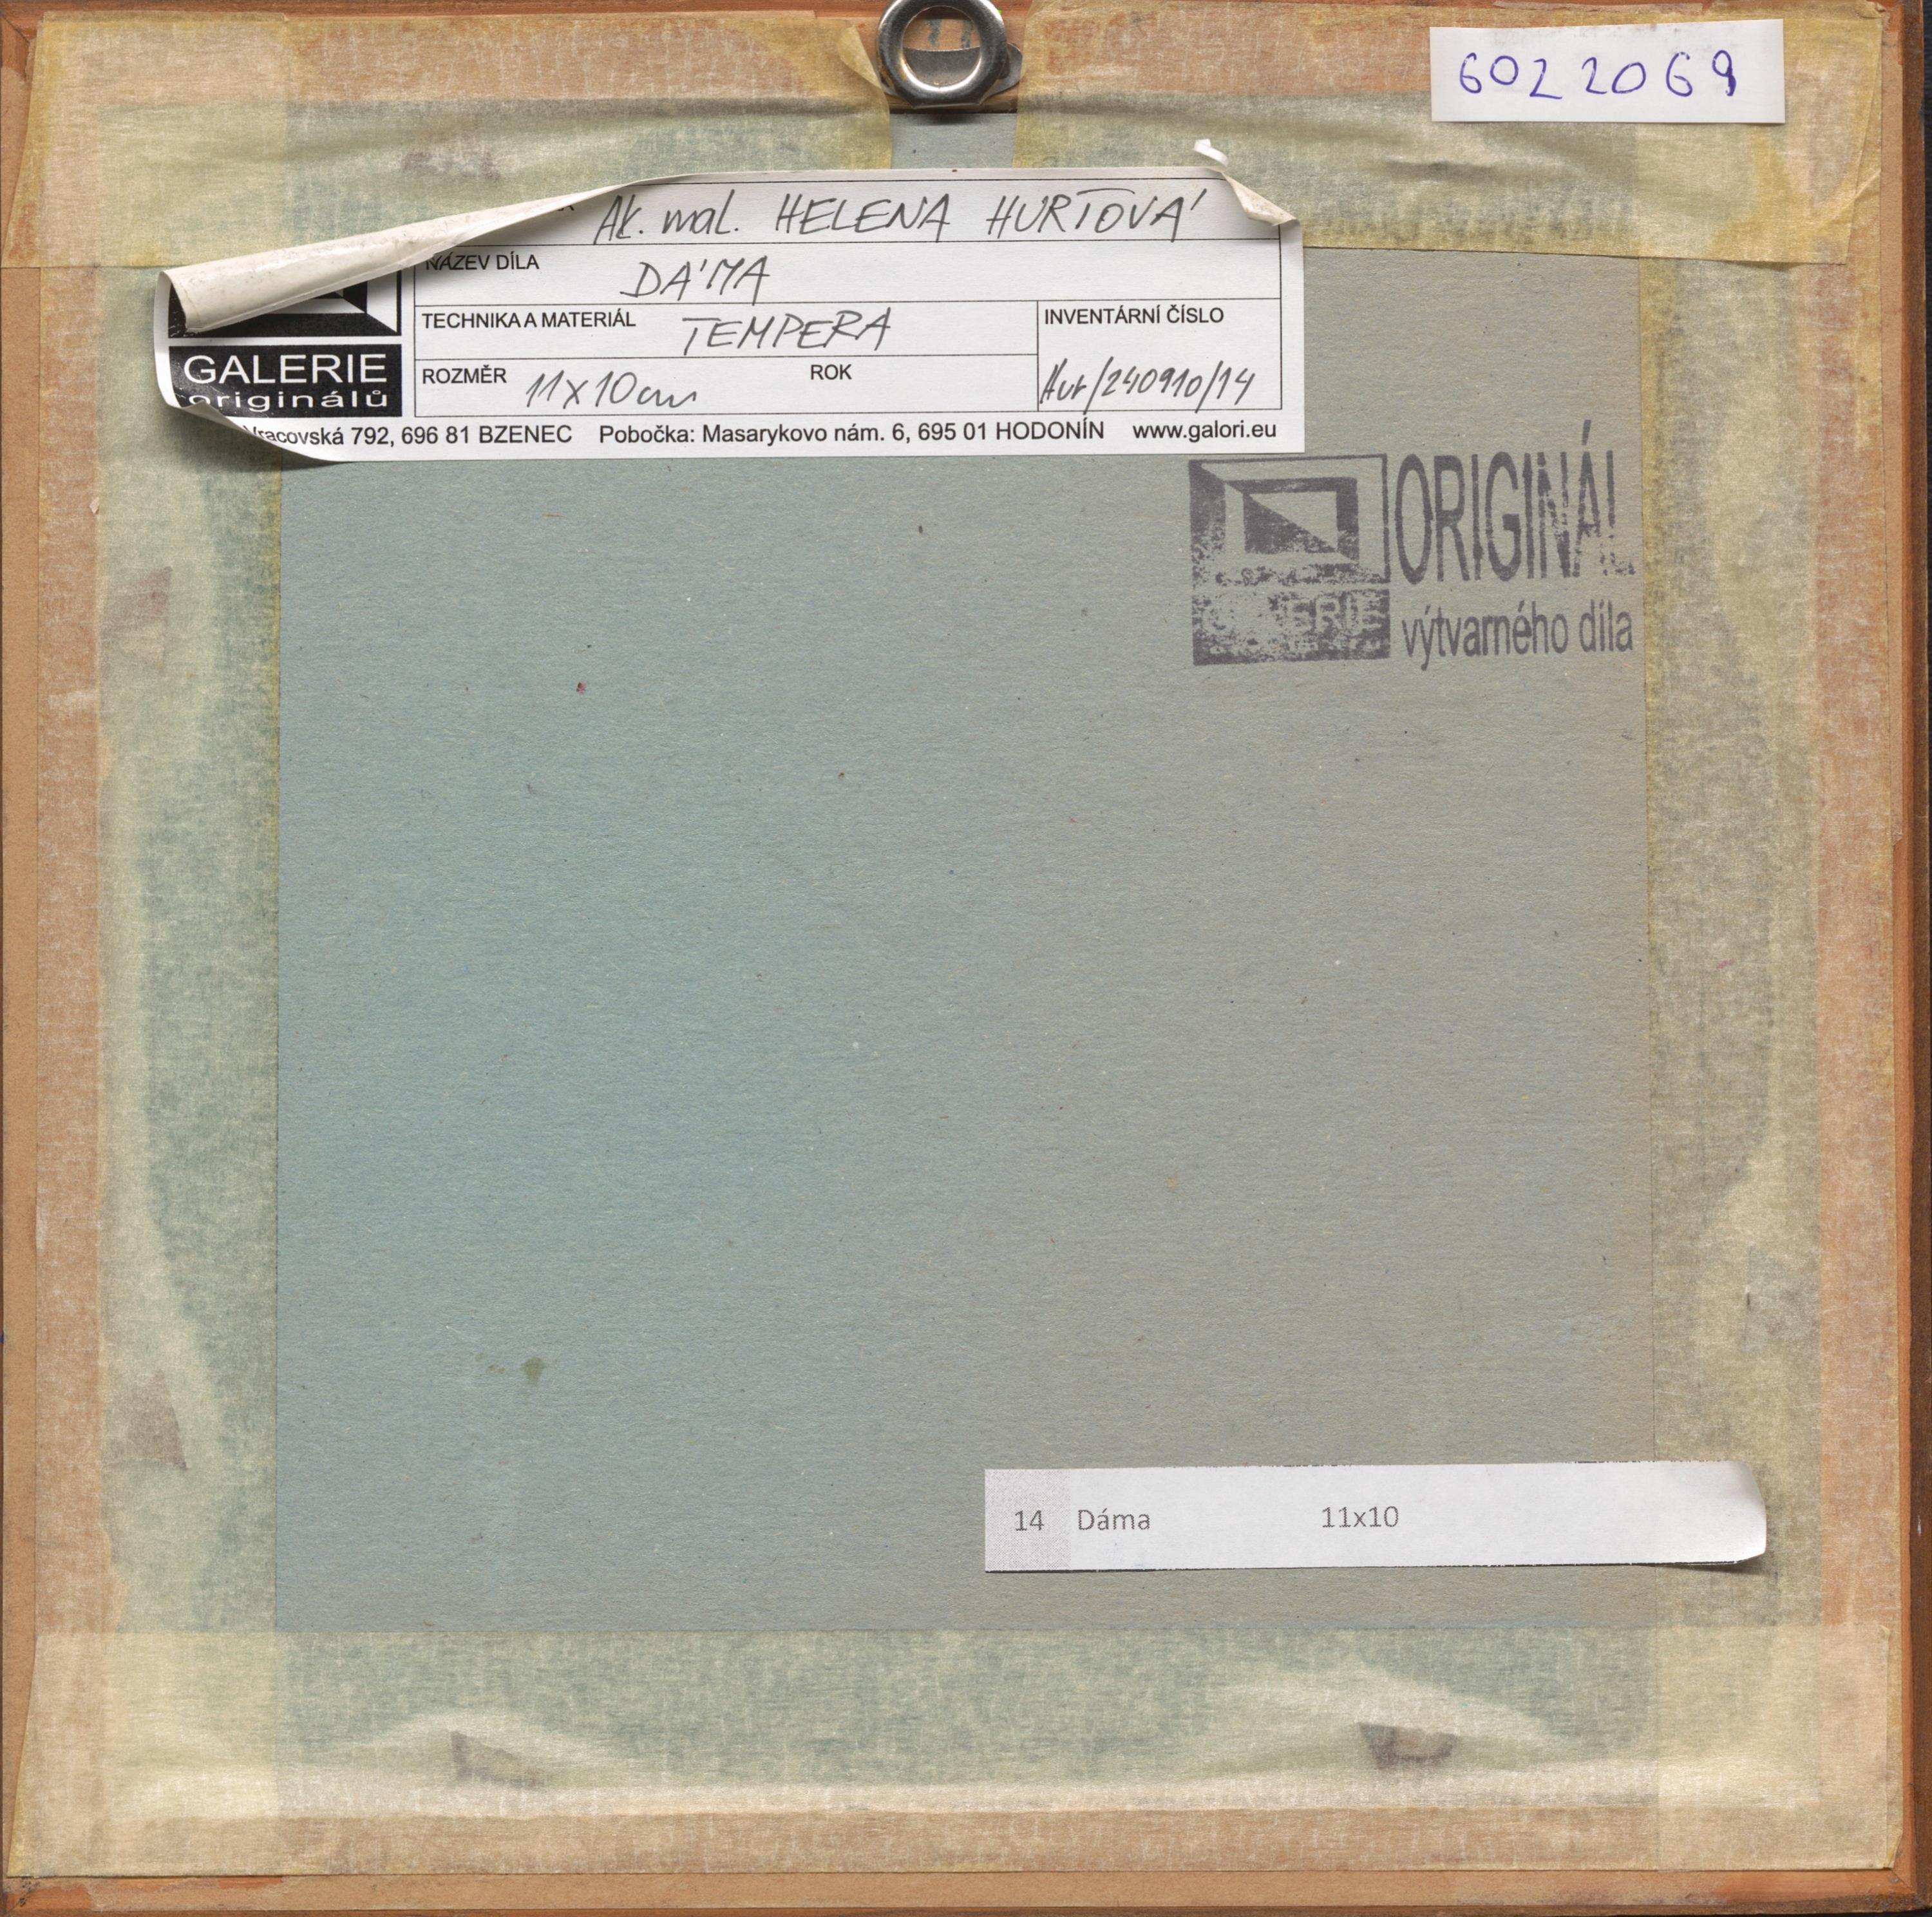 6022069
Ak. mal. HELENA HURTOVÁ
NÁZEV DÍLA DÁMA
TECHNIKA A MATERIÁL TEMPERA
INVENTÁRNÍ ČÍSLO
ROZMĚR 11x10cm ROK
Hur/240910/14
GALERIE
originálů
Vracovská 792, 696 81 BZENEC Pobočka: Masarykovo nám. 6, 695 01 HODONÍN www.galori.eu
ORIGINÁL
GALERIE
výtvarného díla
14 Dáma 11x10